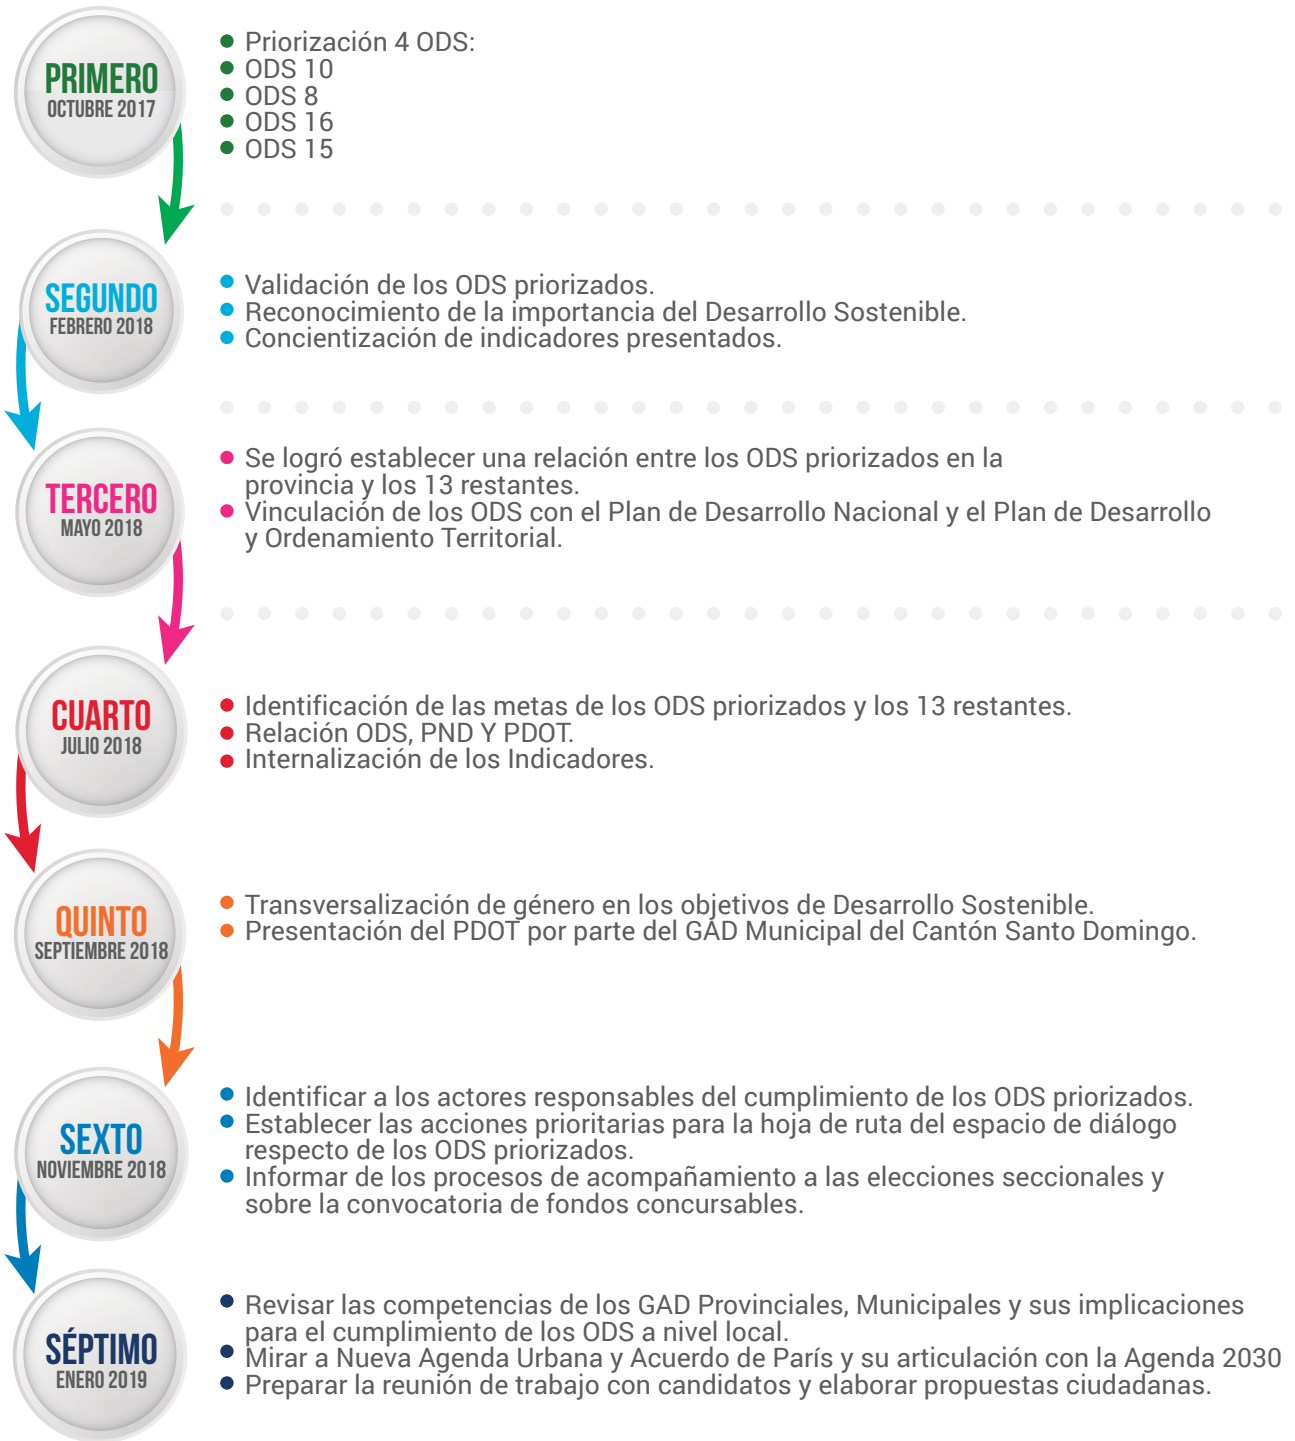 PRIMERO
OCTUBRE 2017
Priorización 4 ODS:
ODS 10
ODS 8
ODS 16
ODS 15
SEGUNDO
FEBRERO 2018
Validación de los ODS priorizados.
Reconocimiento de la importancia del Desarrollo Sostenible.
Concientización de indicadores presentados.
TERCERO
MAYO 2018
Se logró establecer una relación entre los ODS priorizados en la
provincia y los 13 restantes.
Vinculación de los ODS con el Plan de Desarrollo Nacional y el Plan de Desarrollo
y Ordenamiento Territorial.
CUARTO
JULIO 2018
Identificación de las metas de los ODS priorizados y los 13 restantes.
Relación ODS, PND Y PDOT.
Internalización de los Indicadores.
QUINTO
SEPTIEMBRE 2018
Transversalización de género en los objetivos de Desarrollo Sostenible.
Presentación del PDOT por parte del GAD Municipal del Cantón Santo Domingo.
SEXTO
NOVIEMBRE 2018
Identificar a los actores responsables del cumplimiento de los ODS priorizados.
Establecer las acciones prioritarias para la hoja de ruta del espacio de diálogo
respecto de los ODS priorizados.
Informar de los procesos de acompañamiento a las elecciones seccionales y
sobre la convocatoria de fondos concursables.
SÉPTIMO
ENERO 2019
Revisar las competencias de los GAD Provinciales, Municipales y sus implicaciones
para el cumplimiento de los ODS a nivel local.
Mirar a Nueva Agenda Urbana y Acuerdo de París y su articulación con la Agenda 2030
Preparar la reunión de trabajo con candidatos y elaborar propuestas ciudadanas.